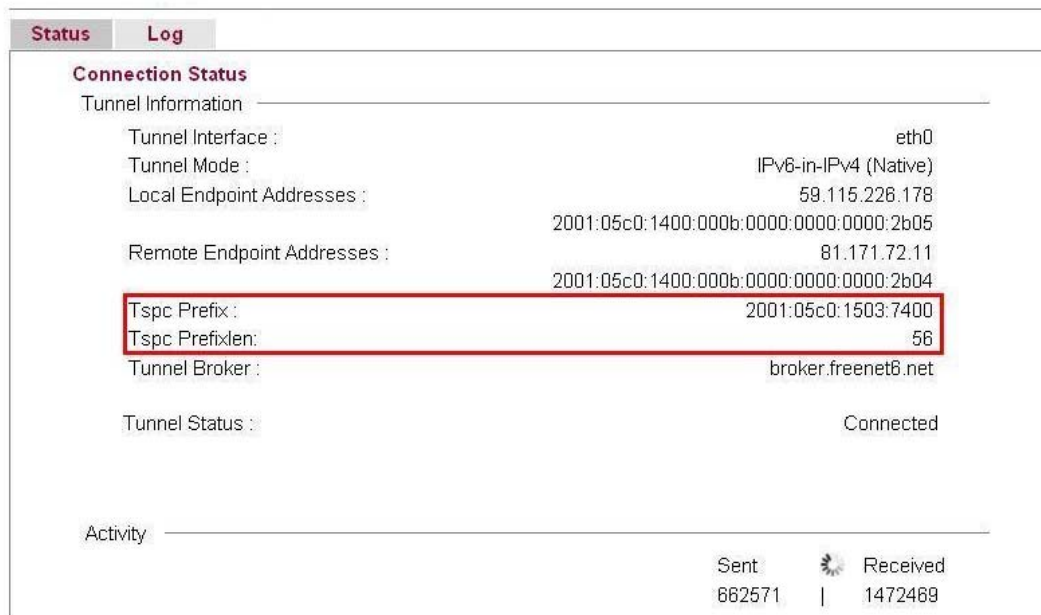 Status Log
Connection Status
Tunnel Information
Tunnel Interface : eth0
Tunnel Mode : IPv6-in-IPv4 (Native)
Local Endpoint Addresses : 59.115.226.178
2001:05c0:1400:000b:0000:0000:0000:2b05
Remote Endpoint Addresses : 81.171.72.11
2001:05c0:1400:000b:0000:0000:0000:2b04
Tspc Prefix : 2001:05c0:1503:7400
Tspc Prefixlen: 56
Tunnel Broker : broker.freenet6.net
Tunnel Status : Connected
Activity
Sent Received
662571 | 1472469